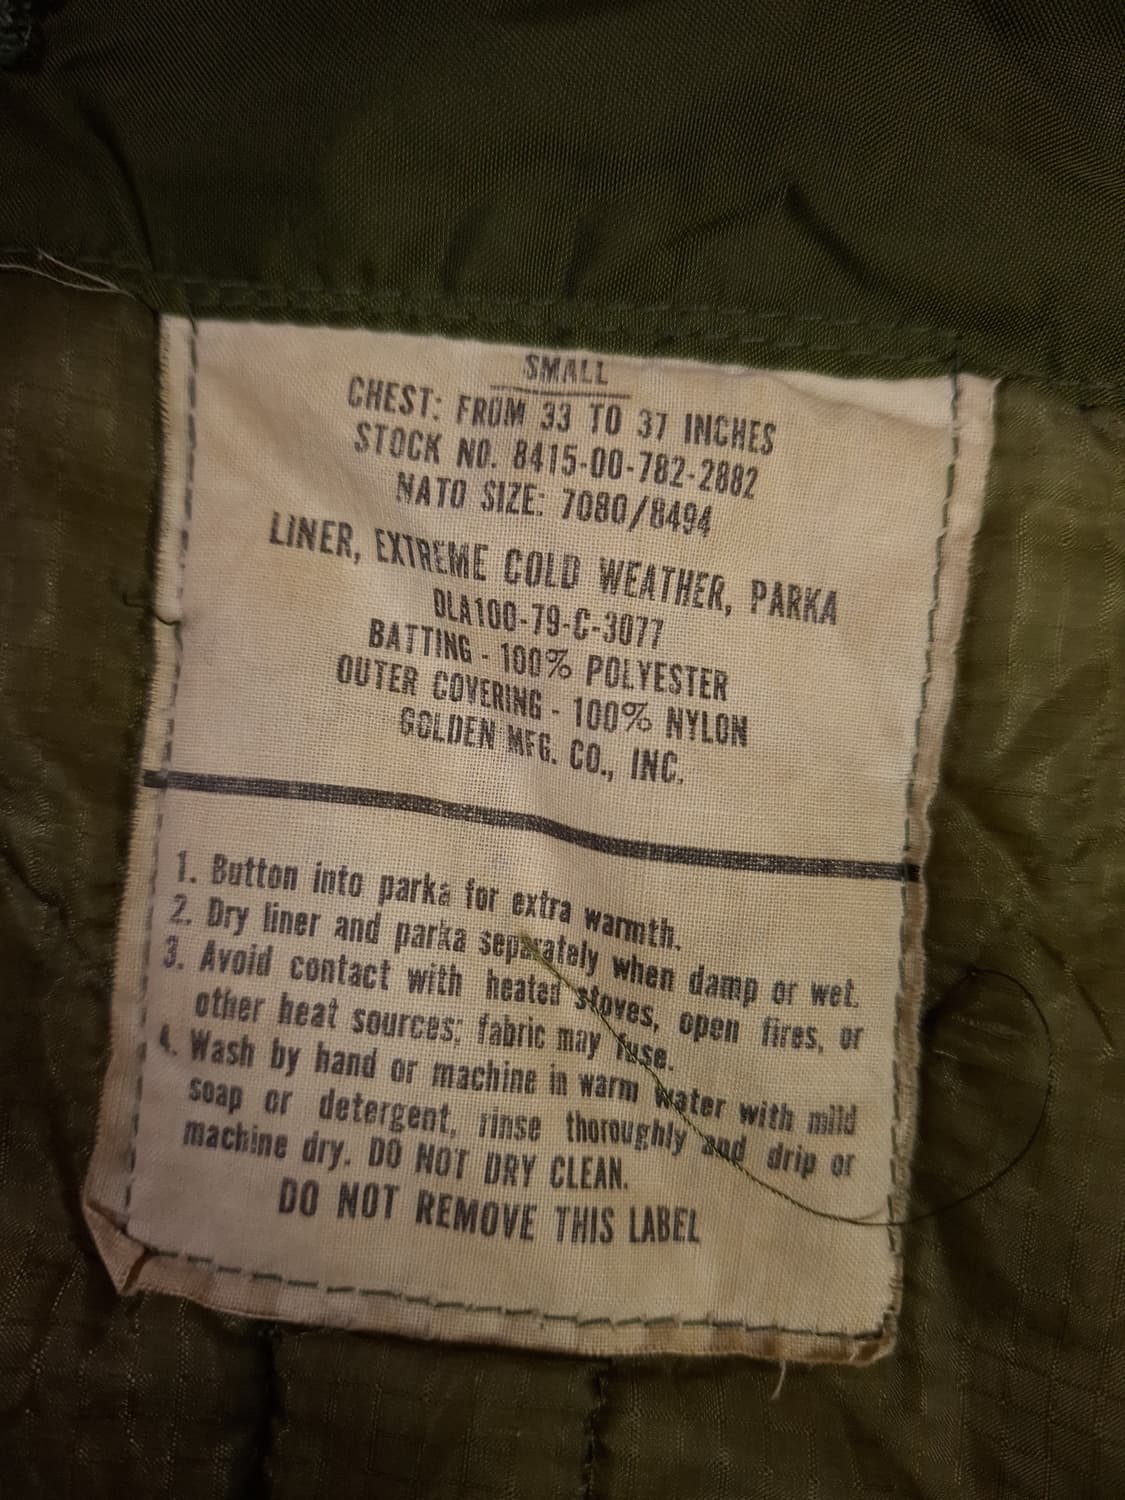 SMALL
CHEST: FROM 33 TO 37 INCHES
STOCK NO. 8415-00-782-2882
NATO SIZE: 7080/8494
LINER, EXTREME COLD WEATHER, PARKA
DLA100-79-C-3077
BATTING - 100% POLYESTER
OUTER COVERING - 100% NYLON
GOLDEN MFG. CO., INC.
1. Button into parka for extra warmth.
2. Dry liner and parka separately when damp or wet.
3. Avoid contact with heated stoves, open fires, or
other heat sources; fabric may fuse.
4. Wash by hand or machine in warm water with mild
soap or detergent, rinse thoroughly and drip or
machine dry. DO NOT DRY CLEAN.
DO NOT REMOVE THIS LABEL